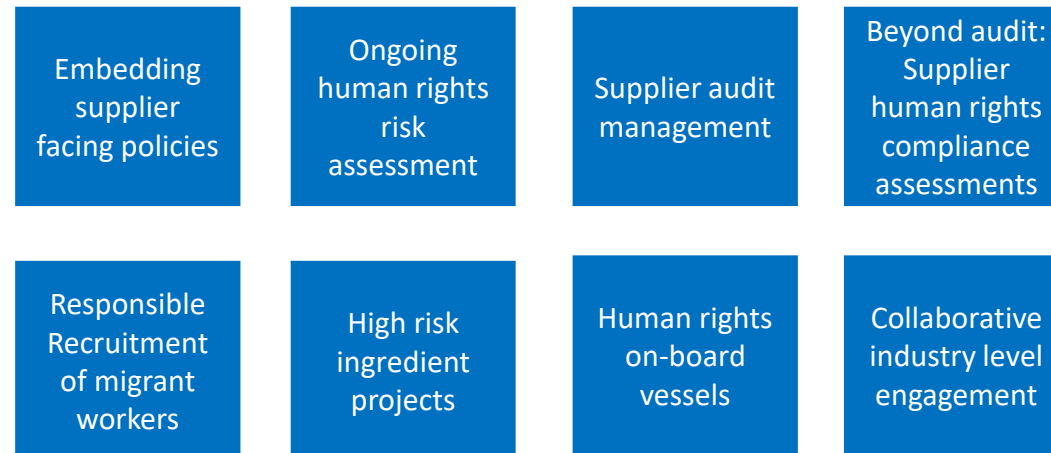 Embedding
supplier
facing policies
Ongoing
human rights
risk
assessment
Supplier audit
management
Beyond audit:
Supplier
human rights
compliance
assessments
Responsible
Recruitment
of migrant
workers
High risk
ingredient
projects
Human rights
on-board
vessels
Collaborative
industry level
engagement